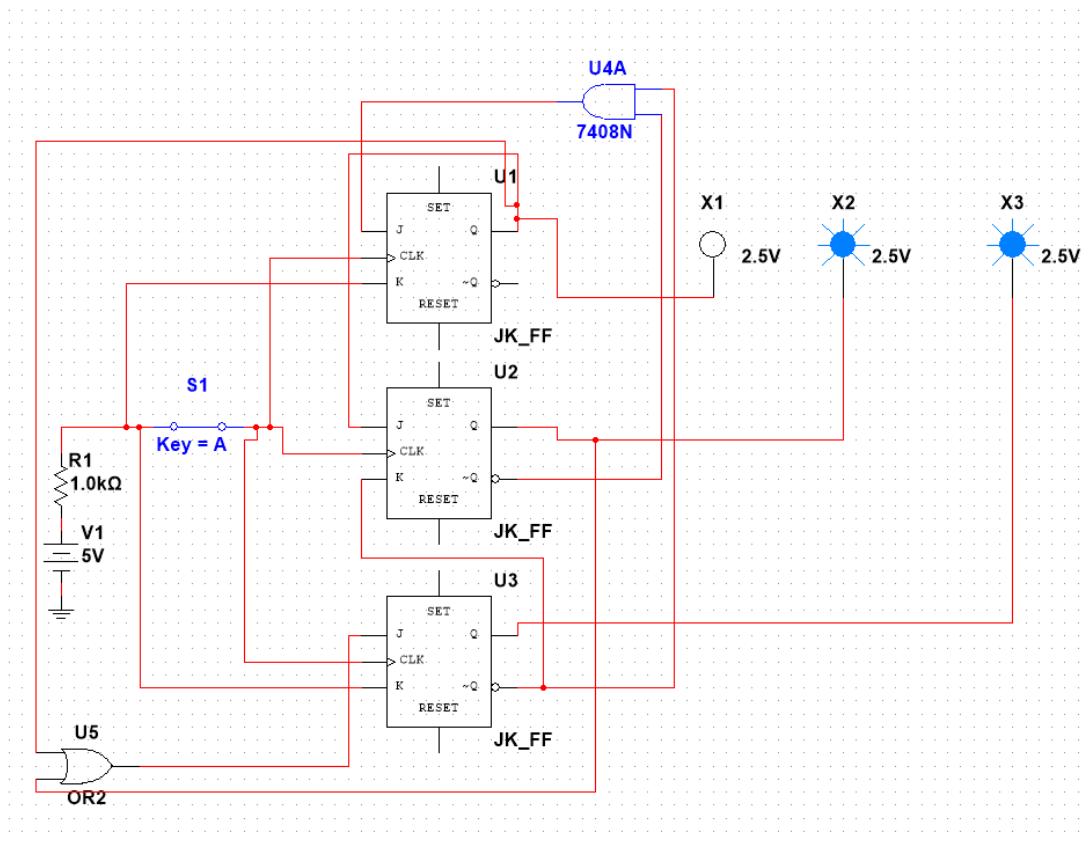 U4A
7408N
U1
SET
J
Q
CLK
K
~Q
RESET
JK_FF
X1
2.5V
X2
2.5V
X3
2.5V
U2
SET
J
Q
CLK
K
~Q
RESET
JK_FF
S1
Key = A
R1
1.0kΩ
V1
5V
U3
SET
J
Q
CLK
K
~Q
RESET
JK_FF
U5
OR2